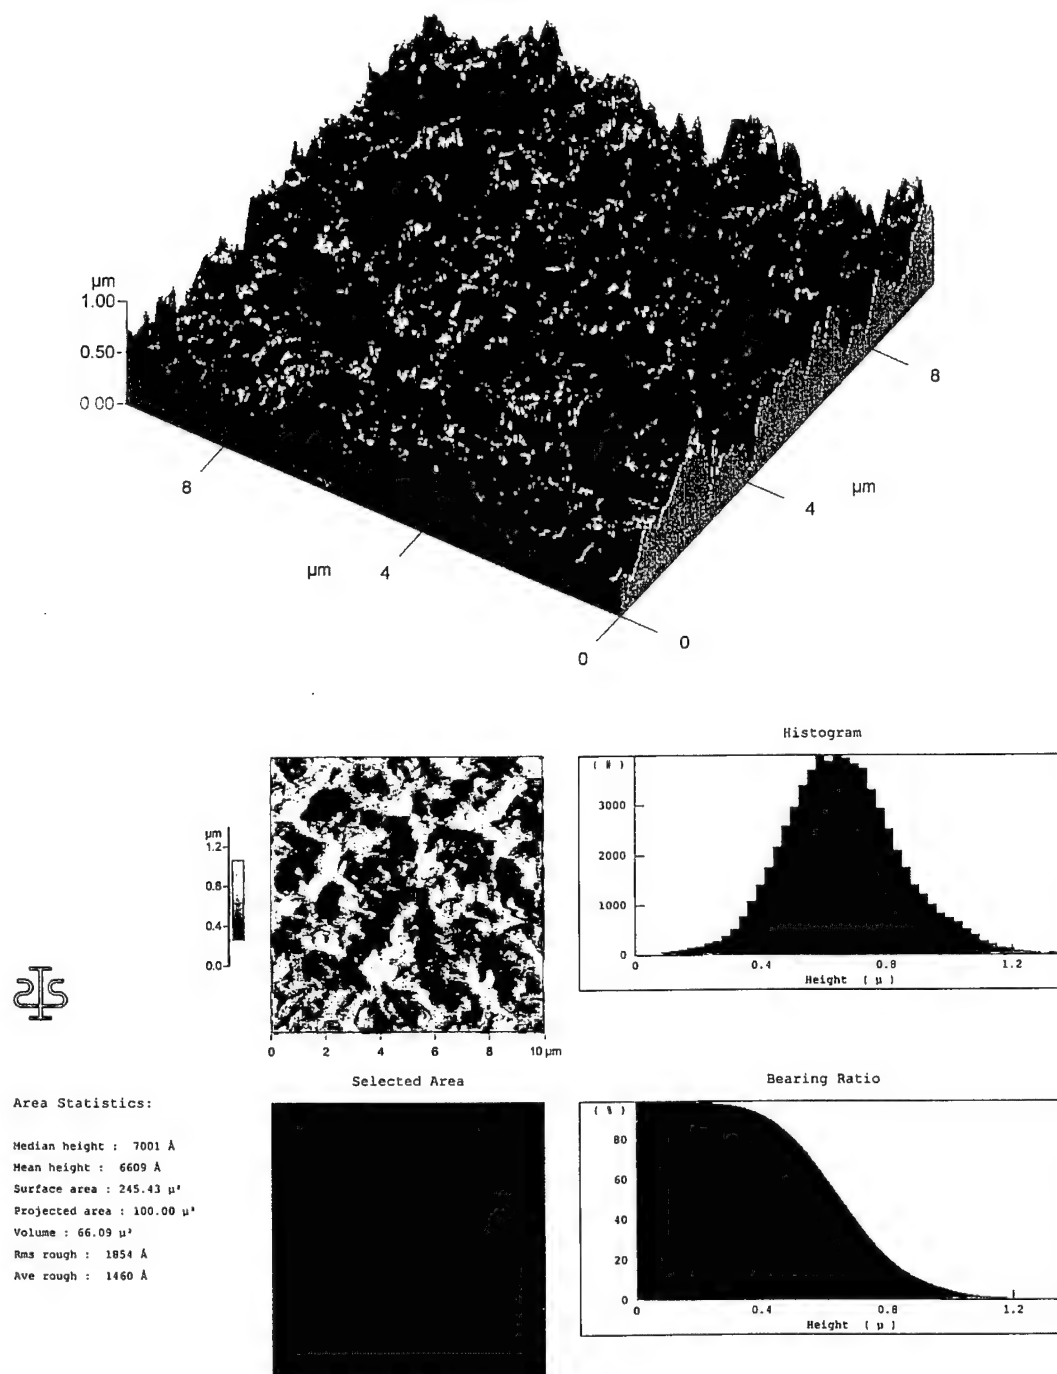 µm
1.00
0.50
0.00
8
µm
4
0
0
4
µm
8
Histogram
( # )
3000
2000
1000
0
0
0.4
0.8
1.2
Height ( µ )
µm
1.2
0.8
0.4
0.0
0
2
4
6
8
10 µm
Selected Area
Bearing Ratio
( % )
80
60
40
20
0
0
0.4
0.8
1.2
Height ( µ )
Area Statistics:
Median height : 7001 Å
Mean height : 6609 Å
Surface area : 245.43 µ²
Projected area : 100.00 µ²
Volume : 66.09 µ³
Rms rough : 1854 Å
Ave rough : 1460 Å